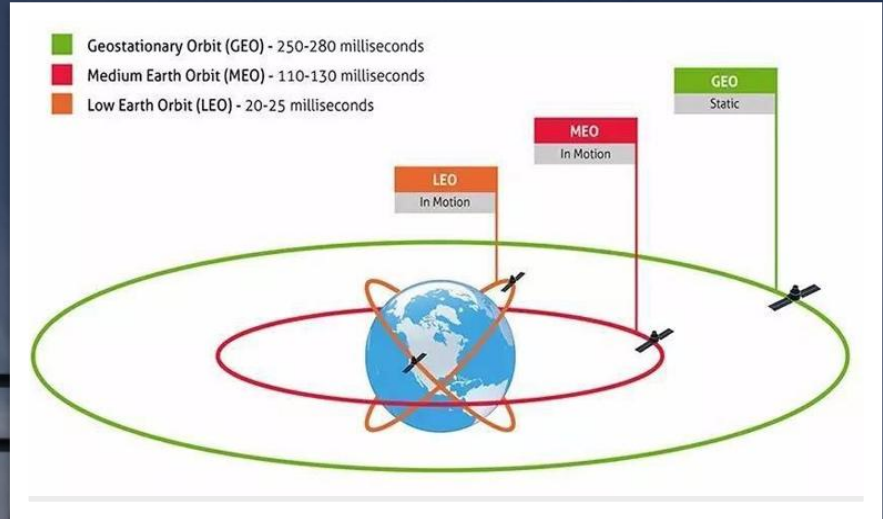 Geostationary Orbit (GEO) - 250-280 milliseconds
Medium Earth Orbit (MEO) - 110-130 milliseconds
Low Earth Orbit (LEO) - 20-25 milliseconds
GEO
Static
MEO
In Motion
LEO
In Motion